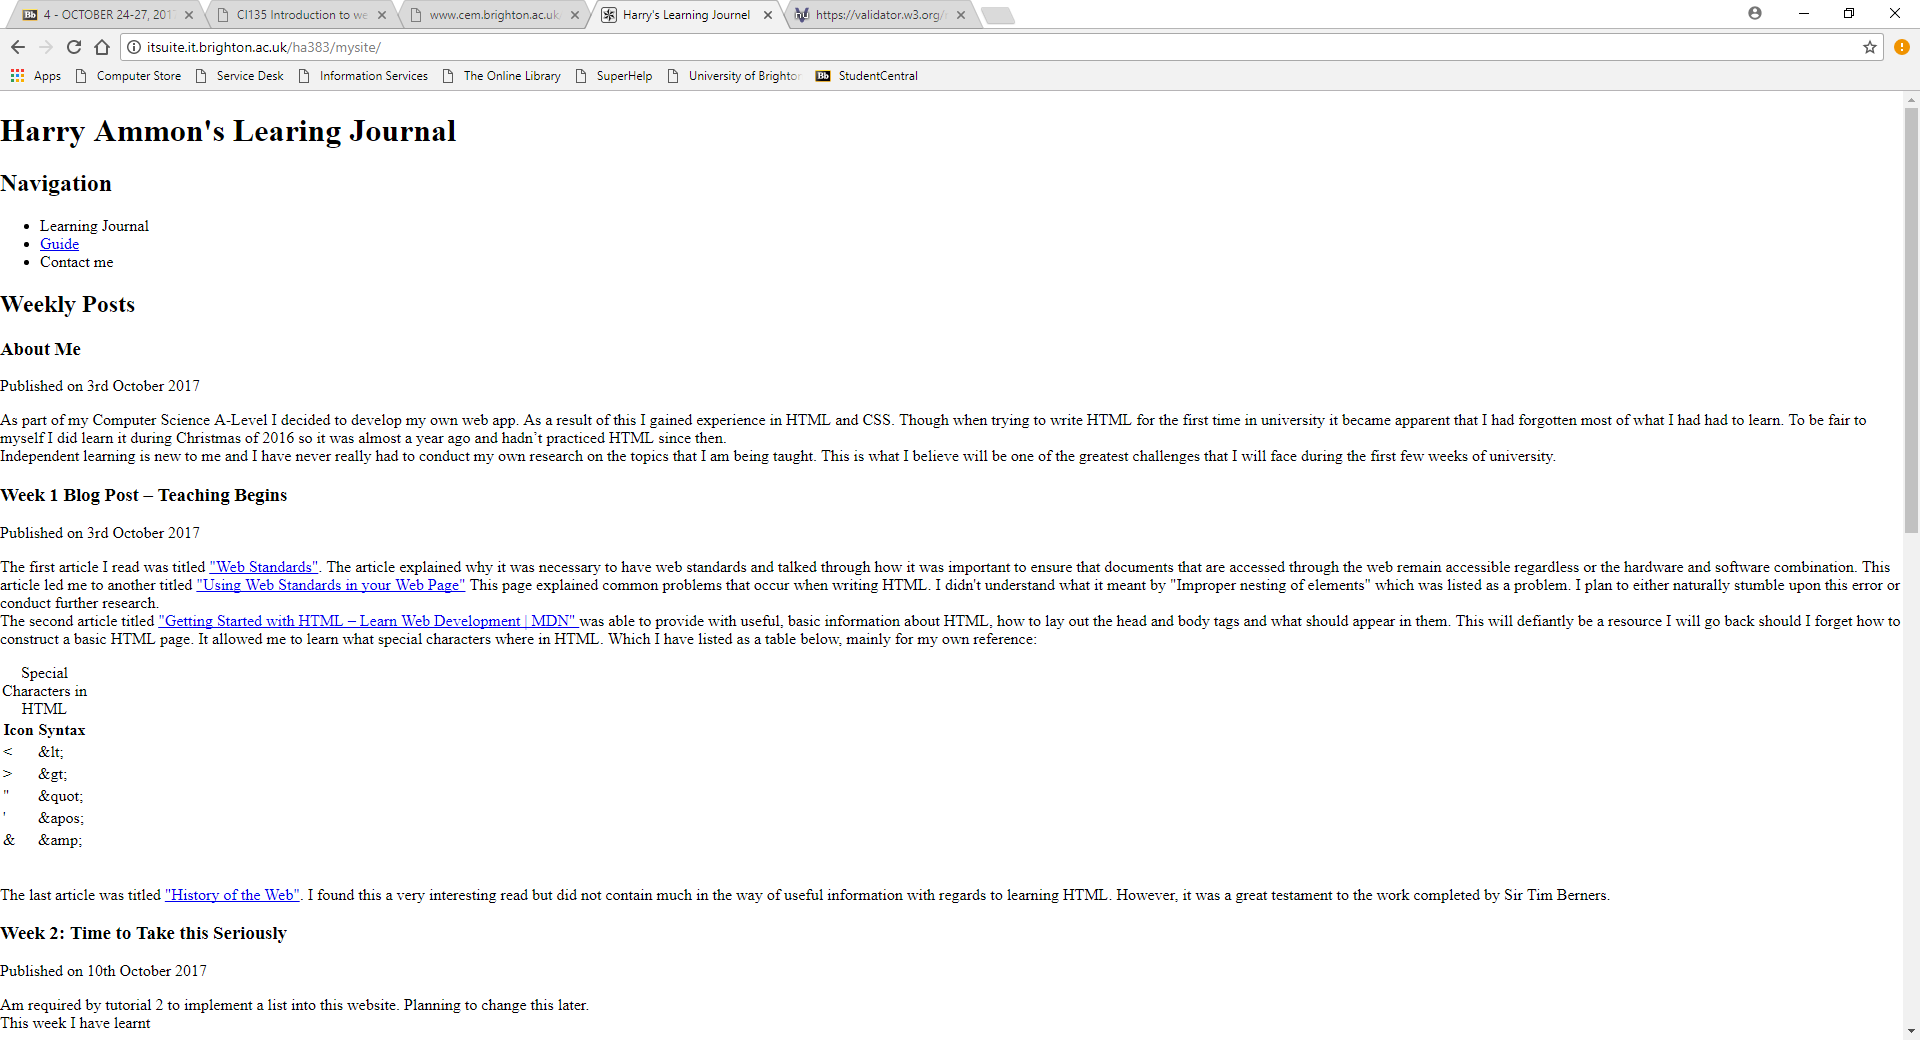 4 - OCTOBER 24-27, 201
CI135 Introduction to we
www.cem.brighton.ac.uk
Harry's Learning Journel
https://validator.w3.org/
itsuite.it.brighton.ac.uk/ha383/mysite/
Apps Computer Store Service Desk Information Services The Online Library SuperHelp University of Brighto Bb StudentCentral
Harry Ammon's Learing Journal
Navigation
• Learning Journal
• Guide
• Contact me
Weekly Posts
About Me
Published on 3rd October 2017
As part of my Computer Science A-Level I decided to develop my own web app. As a result of this I gained experience in HTML and CSS. Though when trying to write HTML for the first time in university it became apparent that I had forgotten most of what I had had to learn. To be fair to
myself I did learn it during Christmas of 2016 so it was almost a year ago and hadn’t practiced HTML since then.
Independent learning is new to me and I have never really had to conduct my own research on the topics that I am being taught. This is what I believe will be one of the greatest challenges that I will face during the first few weeks of university.
Week 1 Blog Post – Teaching Begins
Published on 3rd October 2017
The first article I read was titled "Web Standards". The article explained why it was necessary to have web standards and talked through how it was important to ensure that documents that are accessed through the web remain accessible regardless or the hardware and software combination. This
article led me to another titled "Using Web Standards in your Web Page" This page explained common problems that occur when writing HTML. I didn't understand what it meant by "Improper nesting of elements" which was listed as a problem. I plan to either naturally stumble upon this error or
conduct further research.
The second article titled "Getting Started with HTML – Learn Web Development | MDN" was able to provide with useful, basic information about HTML, how to lay out the head and body tags and what should appear in them. This will defiantly be a resource I will go back should I forget how to
construct a basic HTML page. It allowed me to learn what special characters where in HTML. Which I have listed as a table below, mainly for my own reference:
Special
Characters in
HTML
Icon Syntax
< &lt;
> &gt;
" &quot;
' &apos;
& &amp;
The last article was titled "History of the Web". I found this a very interesting read but did not contain much in the way of useful information with regards to learning HTML. However, it was a great testament to the work completed by Sir Tim Berners.
Week 2: Time to Take this Seriously
Published on 10th October 2017
Am required by tutorial 2 to implement a list into this website. Planning to change this later.
This week I have learnt